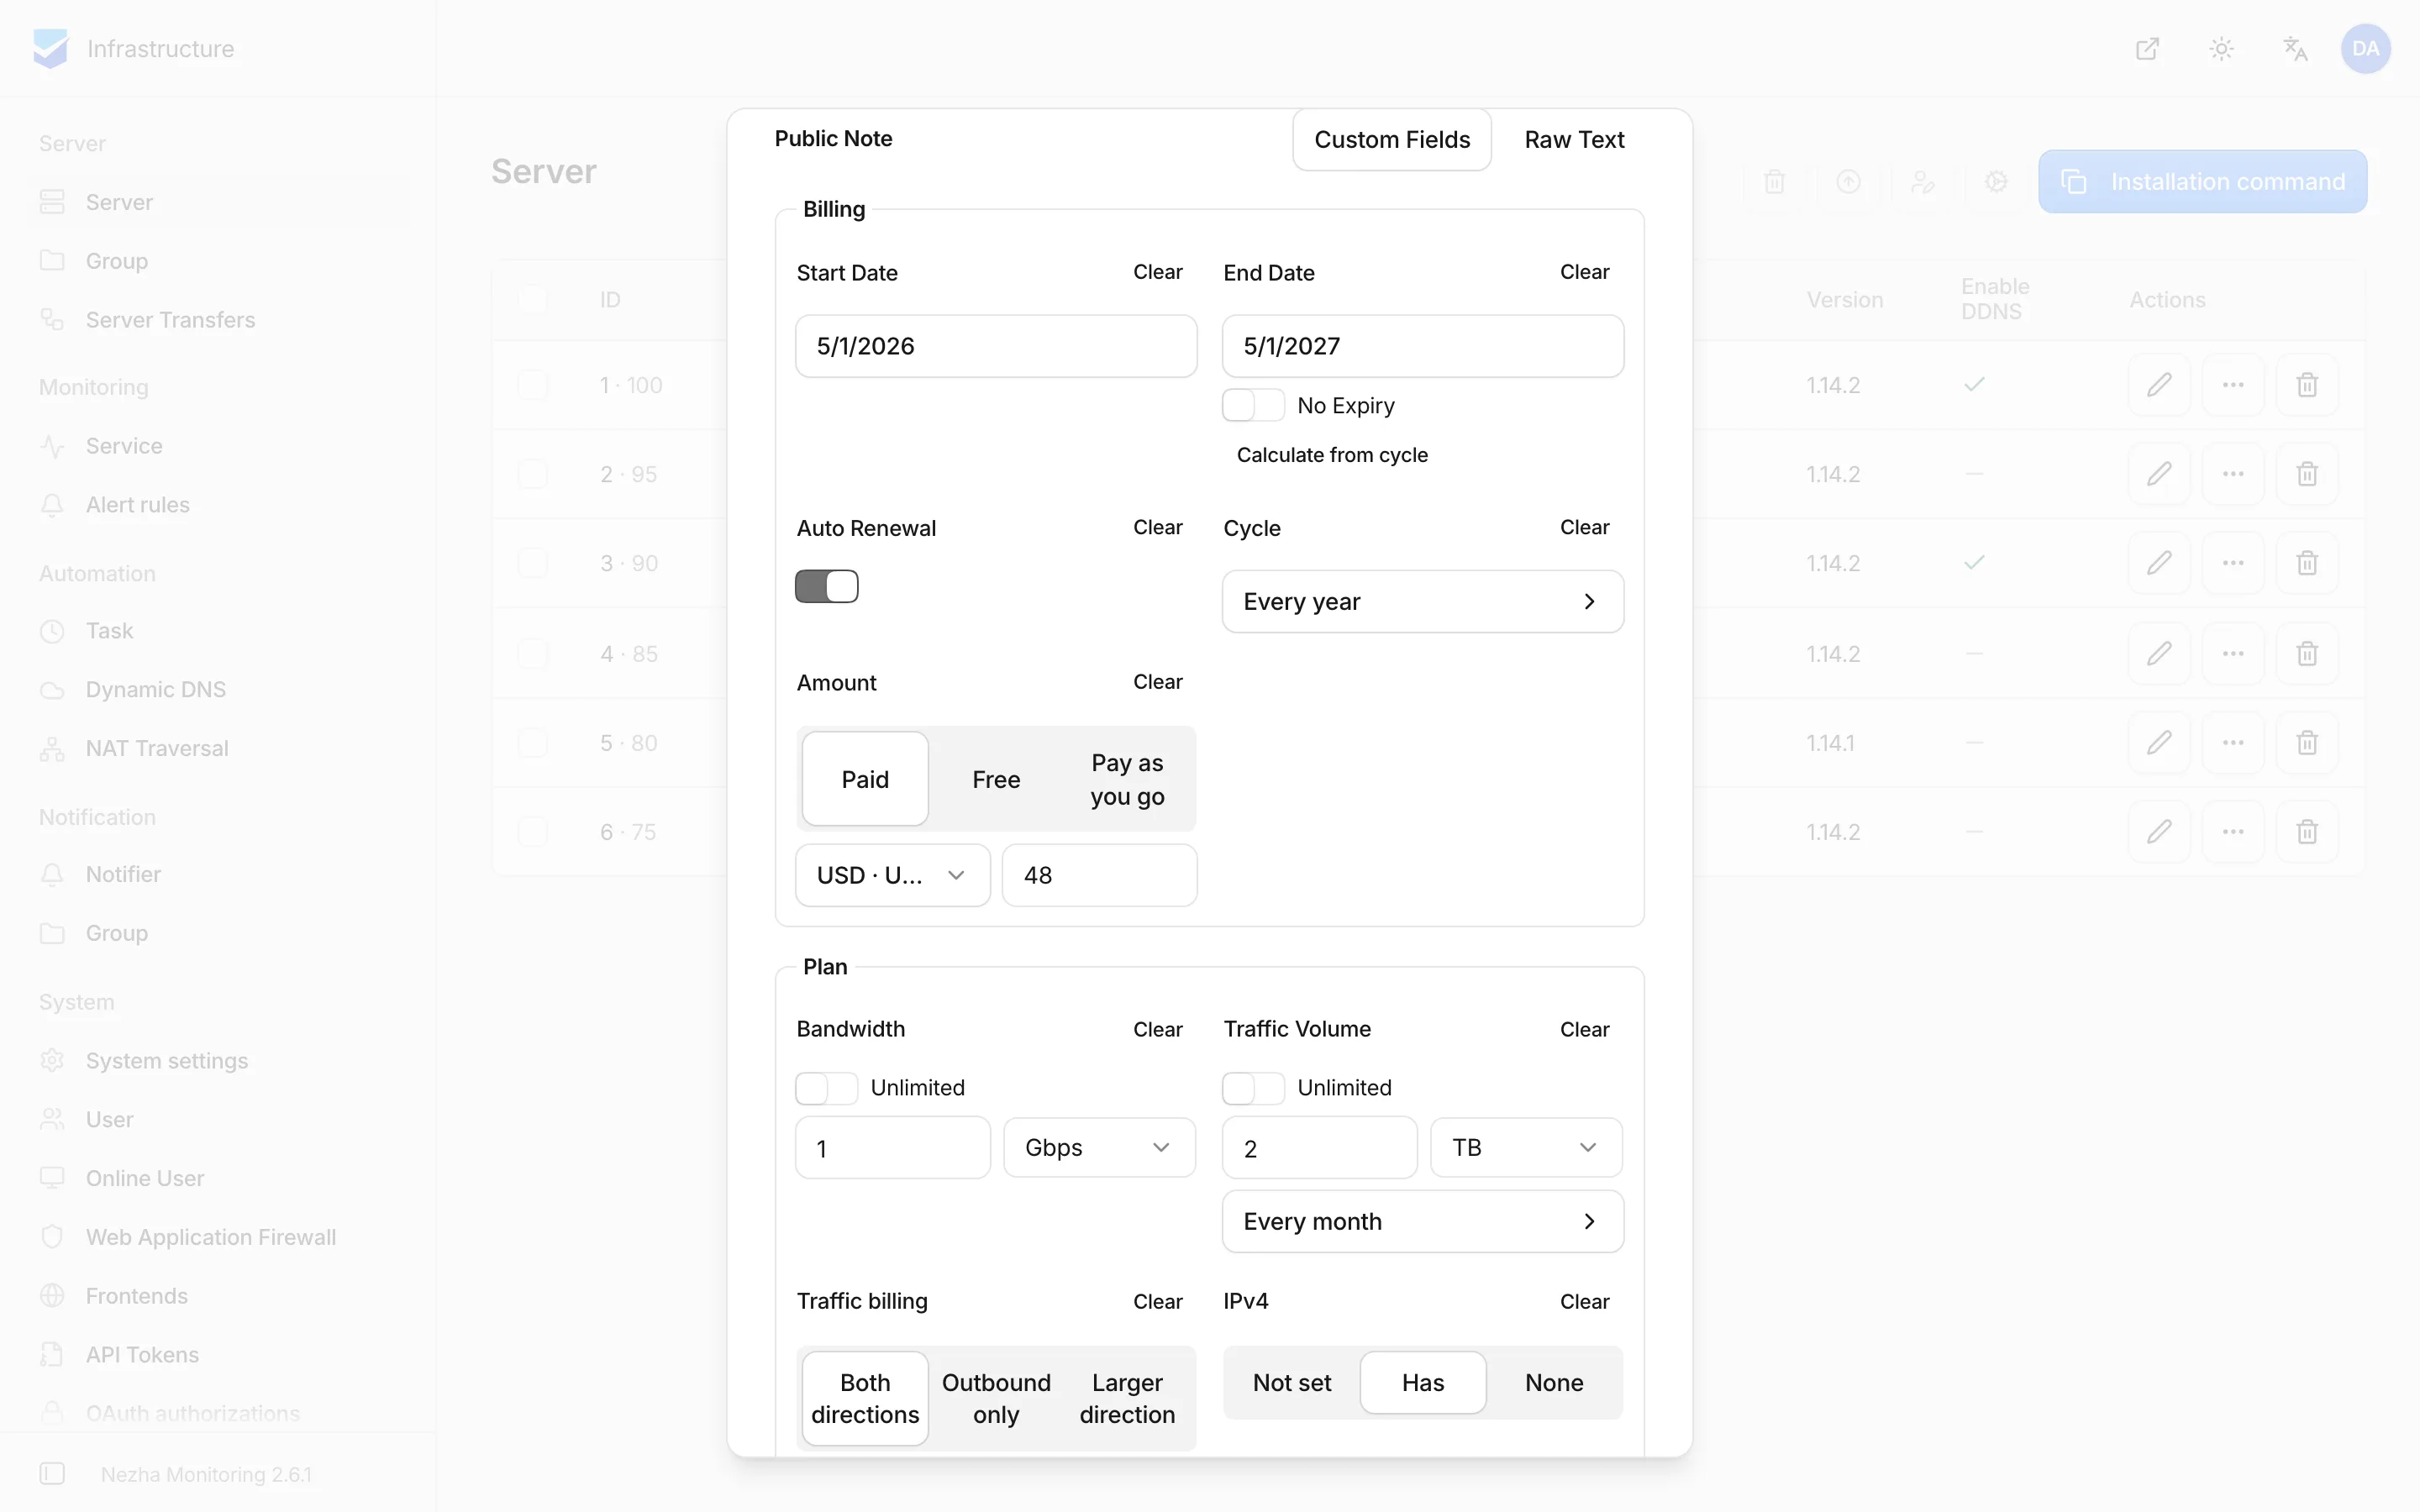 Infrastructure
DA
Server
Server
Group
Server Transfers
Monitoring
Service
Alert rules
Automation
Task
Dynamic DNS
NAT Traversal
Notification
Notifier
Group
System
System settings
User
Online User
Web Application Firewall
Frontends
API Tokens
OAuth authorizations
Nezha Monitoring 2.6.1
Server
Installation command
ID
Version
Enable
DDNS
Actions
1 · 100
1.14.2
2 · 95
1.14.2
3 · 90
1.14.2
4 · 85
1.14.2
5 · 80
1.14.1
6 · 75
1.14.2
Public Note
Custom Fields
Raw Text
Billing
Start Date
Clear
End Date
Clear
5/1/2026
5/1/2027
No Expiry
Calculate from cycle
Auto Renewal
Clear
Cycle
Clear
Every year
Amount
Clear
Paid
Free
Pay as
you go
USD · U...
48
Plan
Bandwidth
Clear
Traffic Volume
Clear
Unlimited
Unlimited
1
Gbps
2
TB
Every month
Traffic billing
Clear
IPv4
Clear
Both
directions
Outbound
only
Larger
direction
Not set
Has
None